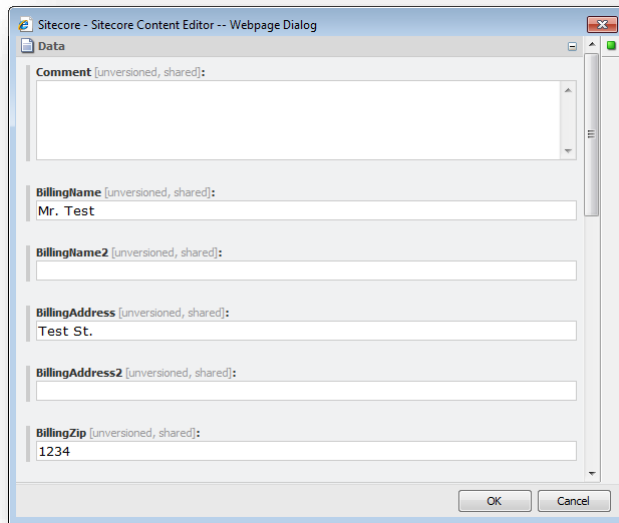 Sitecore - Sitecore Content Editor -- Webpage Dialog
Data
Comment [unversioned, shared]:
BillingName [unversioned, shared]:
Mr. Test
BillingName2 [unversioned, shared]:
BillingAddress [unversioned, shared]:
Test St.
BillingAddress2 [unversioned, shared]:
BillingZip [unversioned, shared]:
1234
OK Cancel